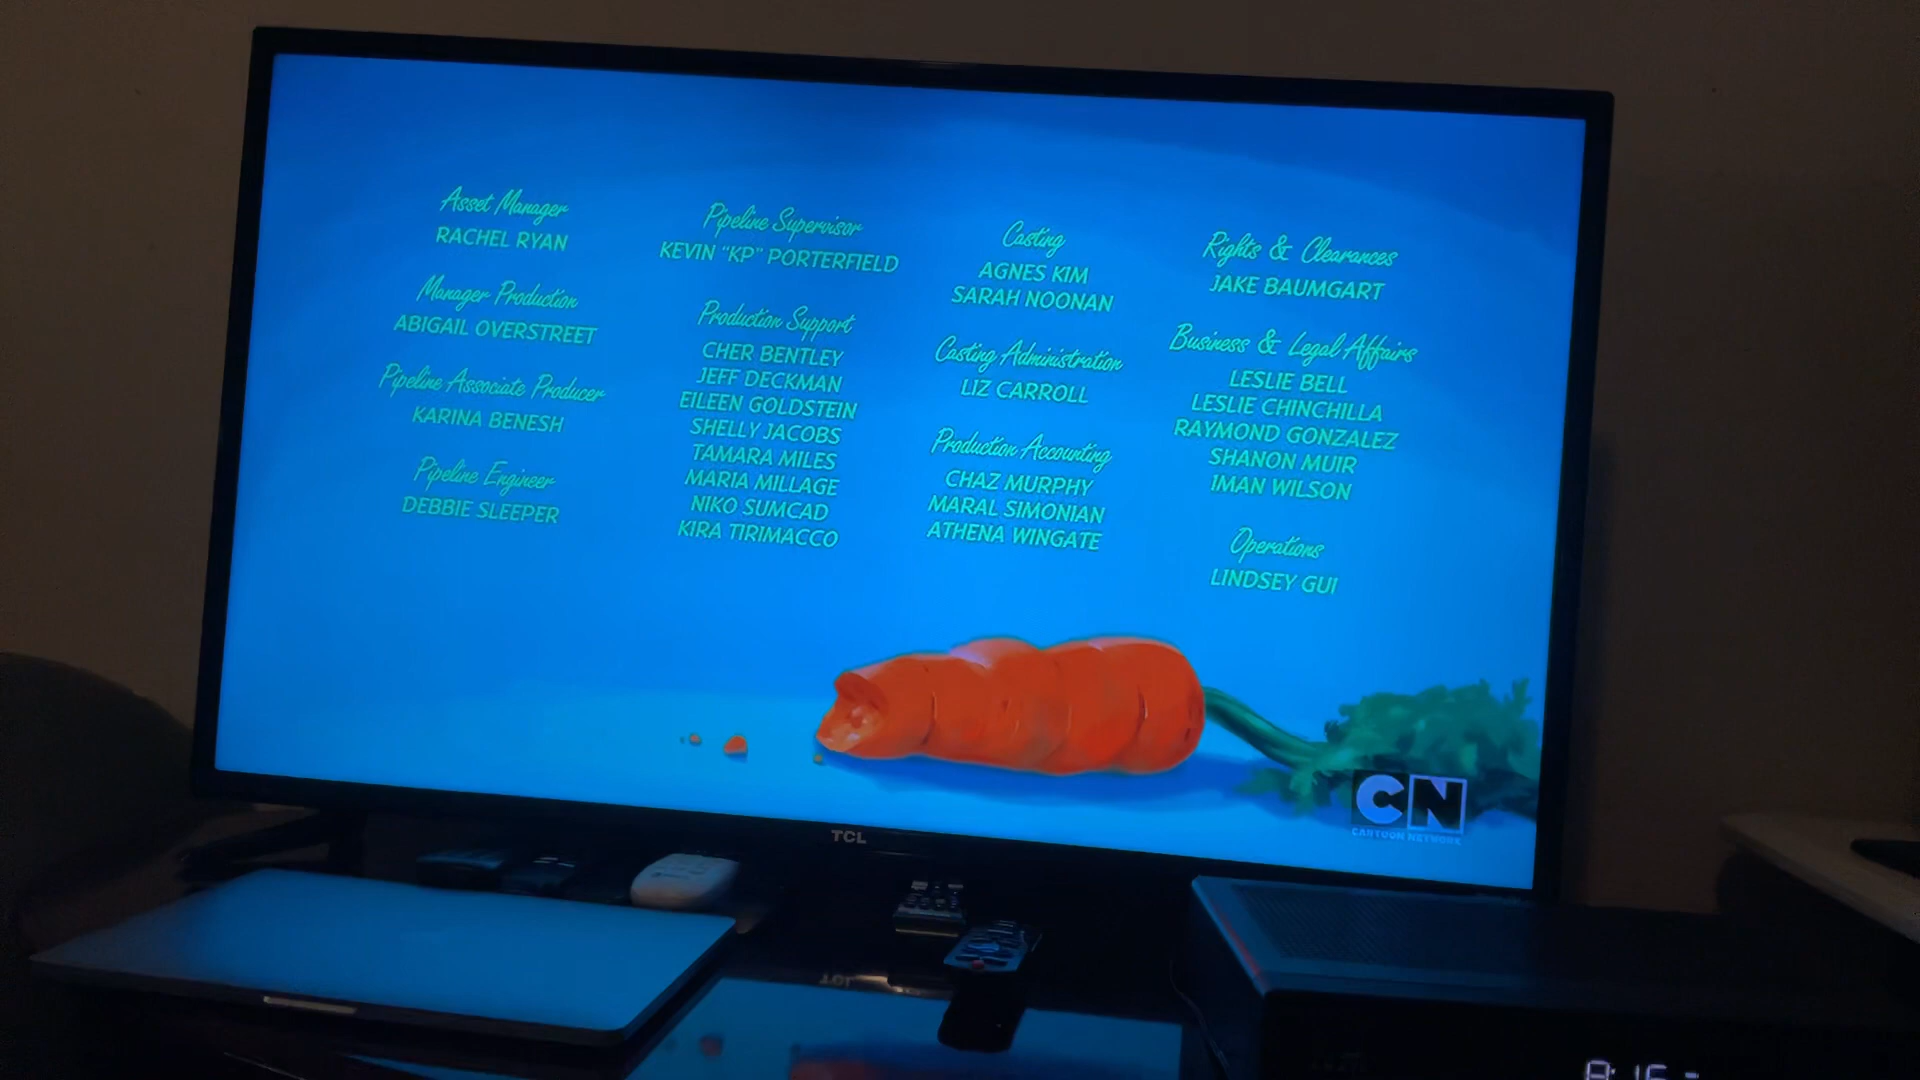 Asset Manager
RACHEL RYAN
Manager Production
ABIGAIL OVERSTREET
Pipeline Associate Producer
KARINA BENESH
Pipeline Engineer
DEBBIE SLEEPER
Pipeline Supervisor
KEVIN "KP" PORTERFIELD
Production Support
CHER BENTLEY
JEFF DECKMAN
EILEEN GOLDSTEIN
SHELLY JACOBS
TAMARA MILES
MARIA MILLAGE
NIKO SUMCAD
KIRA TIRIMACCO
Casting
AGNES KIM
SARAH NOONAN
Casting Administration
LIZ CARROLL
Production Accounting
CHAZ MURPHY
MARAL SIMONIAN
ATHENA WINGATE
Rights & Clearances
JAKE BAUMGART
Business & Legal Affairs
LESLIE BELL
LESLIE CHINCHILLA
RAYMOND GONZALEZ
SHANON MUIR
IMAN WILSON
Operations
LINDSEY GUI
CN
CARTOON NETWORK
TCL